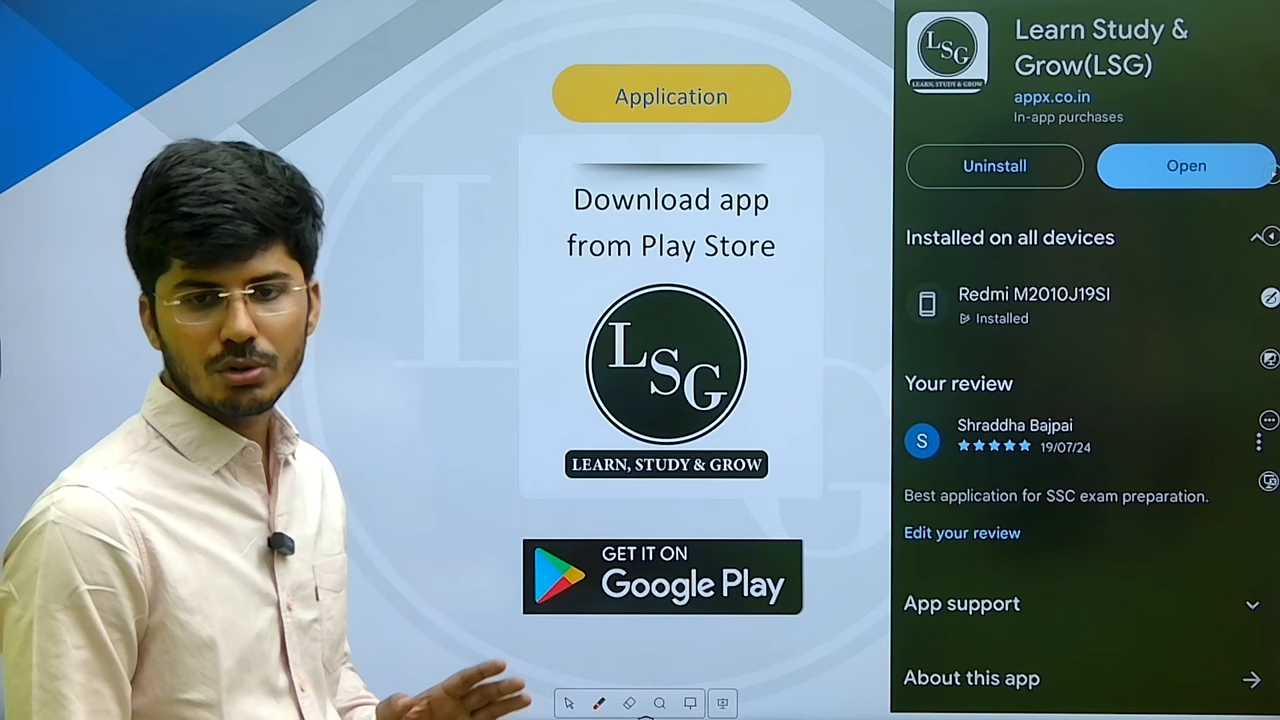 Application
Download app
from Play Store
LSG
LEARN, STUDY & GROW
GET IT ON
Google Play
LSG
LEARN, STUDY & GROW
Learn Study &
Grow(LSG)
appx.co.in
In-app purchases
Uninstall
Open
Installed on all devices
Redmi M2010J19SI
Installed
Your review
S
Shraddha Bajpai
19/07/24
Best application for SSC exam preparation.
Edit your review
App support
About this app